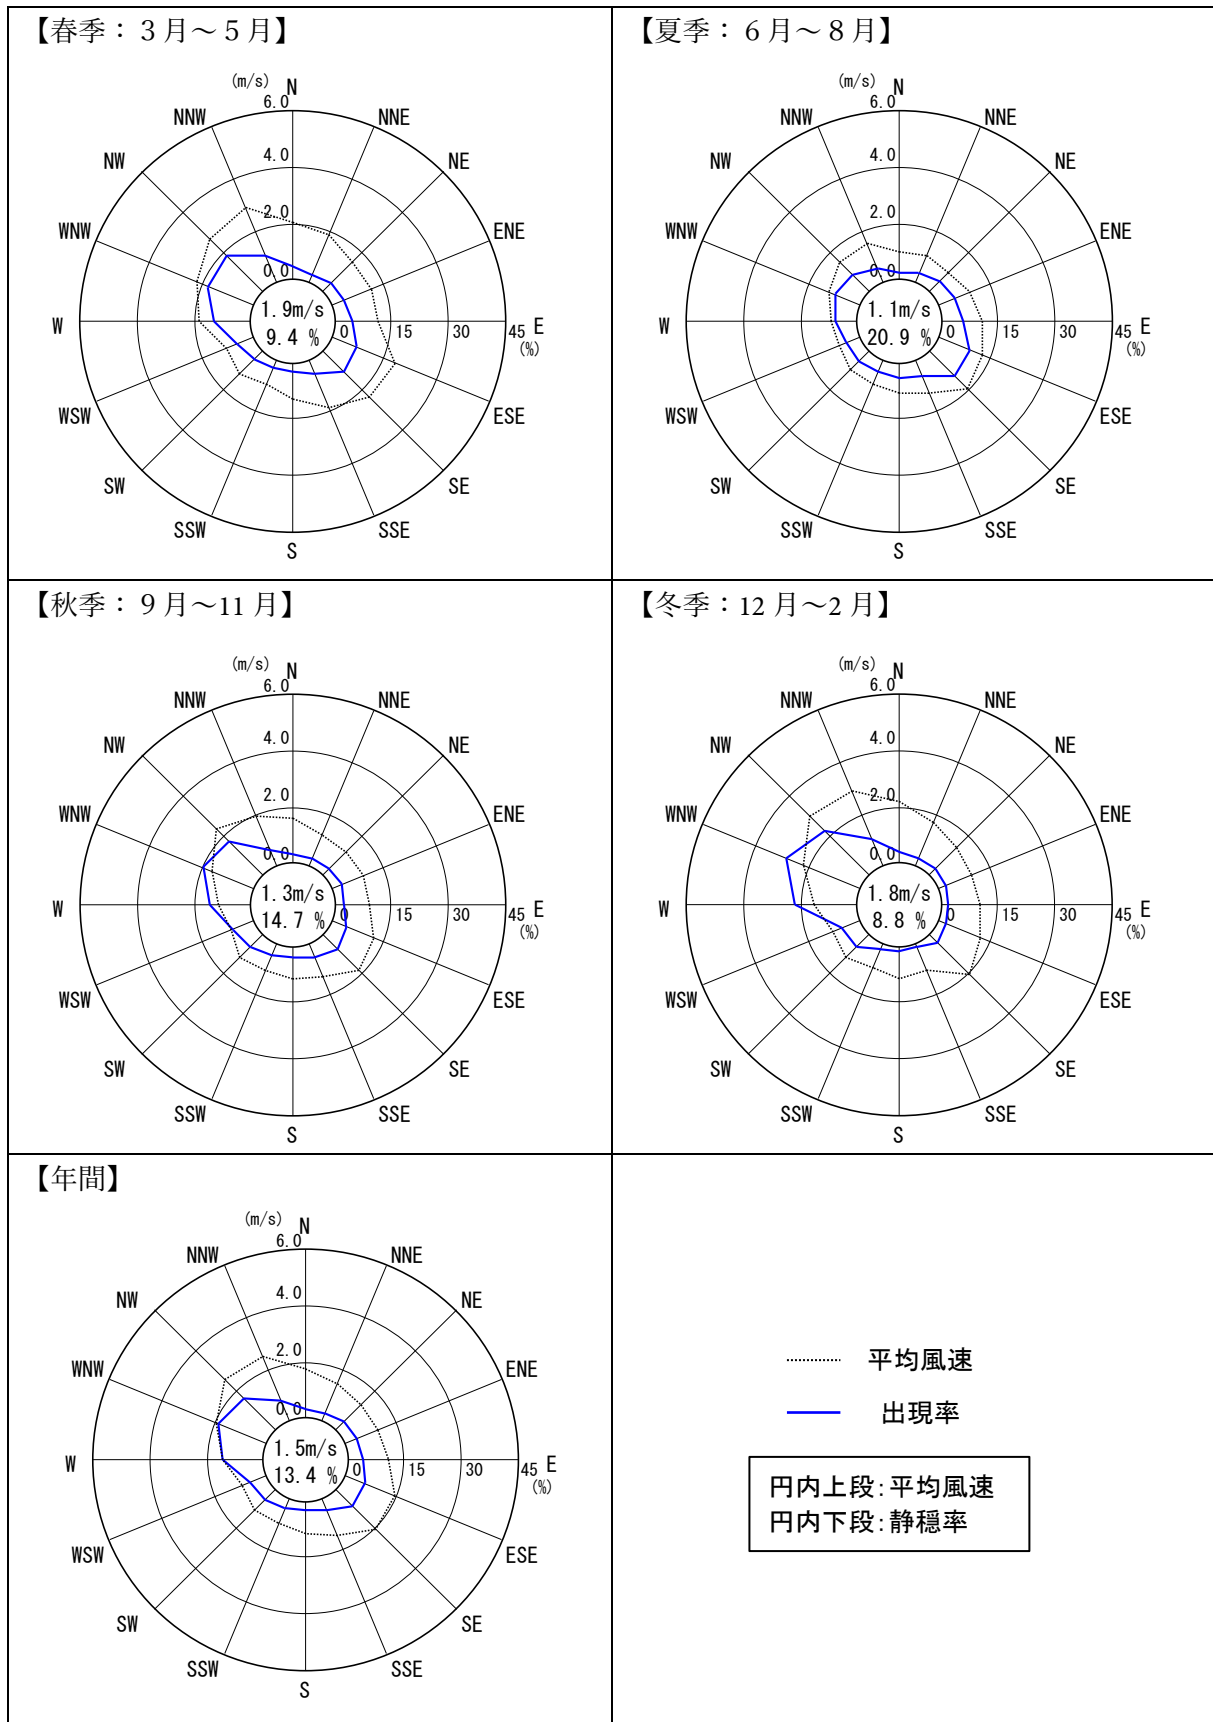 【春季：３月～５月】
(m/s)
N
6.0
NNW
NNE
4.0
NW
NE
2.0
WNW
ENE
0.0
1.9m/s
W
9.4 %
0
15
30
45
E
(%)
WSW
ESE
SW
SE
SSW
SSE
S
【夏季：６月～８月】
(m/s)
N
6.0
NNW
NNE
4.0
NW
NE
2.0
WNW
ENE
0.0
1.1m/s
W
20.9 %
0
15
30
45
E
(%)
WSW
ESE
SW
SE
SSW
SSE
S
【秋季：９月～11 月】
(m/s)
N
6.0
NNW
NNE
4.0
NW
NE
2.0
WNW
ENE
0.0
1.3m/s
W
14.7 %
0
15
30
45
E
(%)
WSW
ESE
SW
SE
SSW
SSE
S
【冬季：12 月～2 月】
(m/s)
N
6.0
NNW
NNE
4.0
NW
NE
2.0
WNW
ENE
0.0
1.8m/s
W
8.8 %
0
15
30
45
E
(%)
WSW
ESE
SW
SE
SSW
SSE
S
【年間】
(m/s)
N
6.0
NNW
NNE
4.0
NW
NE
2.0
WNW
ENE
0.0
1.5m/s
W
13.4 %
0
15
30
45
E
(%)
WSW
ESE
SW
SE
SSW
SSE
S
平均風速
出現率
円内上段：平均風速
円内下段：静穏率